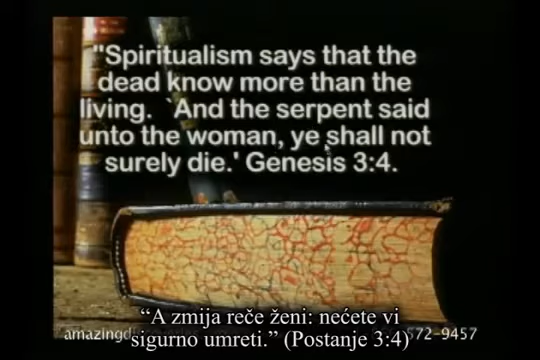 "Spiritualism says that the
dead know more than the
living. `And the serpent said
unto the woman, ye shall not
surely die.' Genesis 3:4.
“A zmija reče ženi: nećete vi
sigurno umreti.” (Postanje 3:4)
amazingdi
572-9457